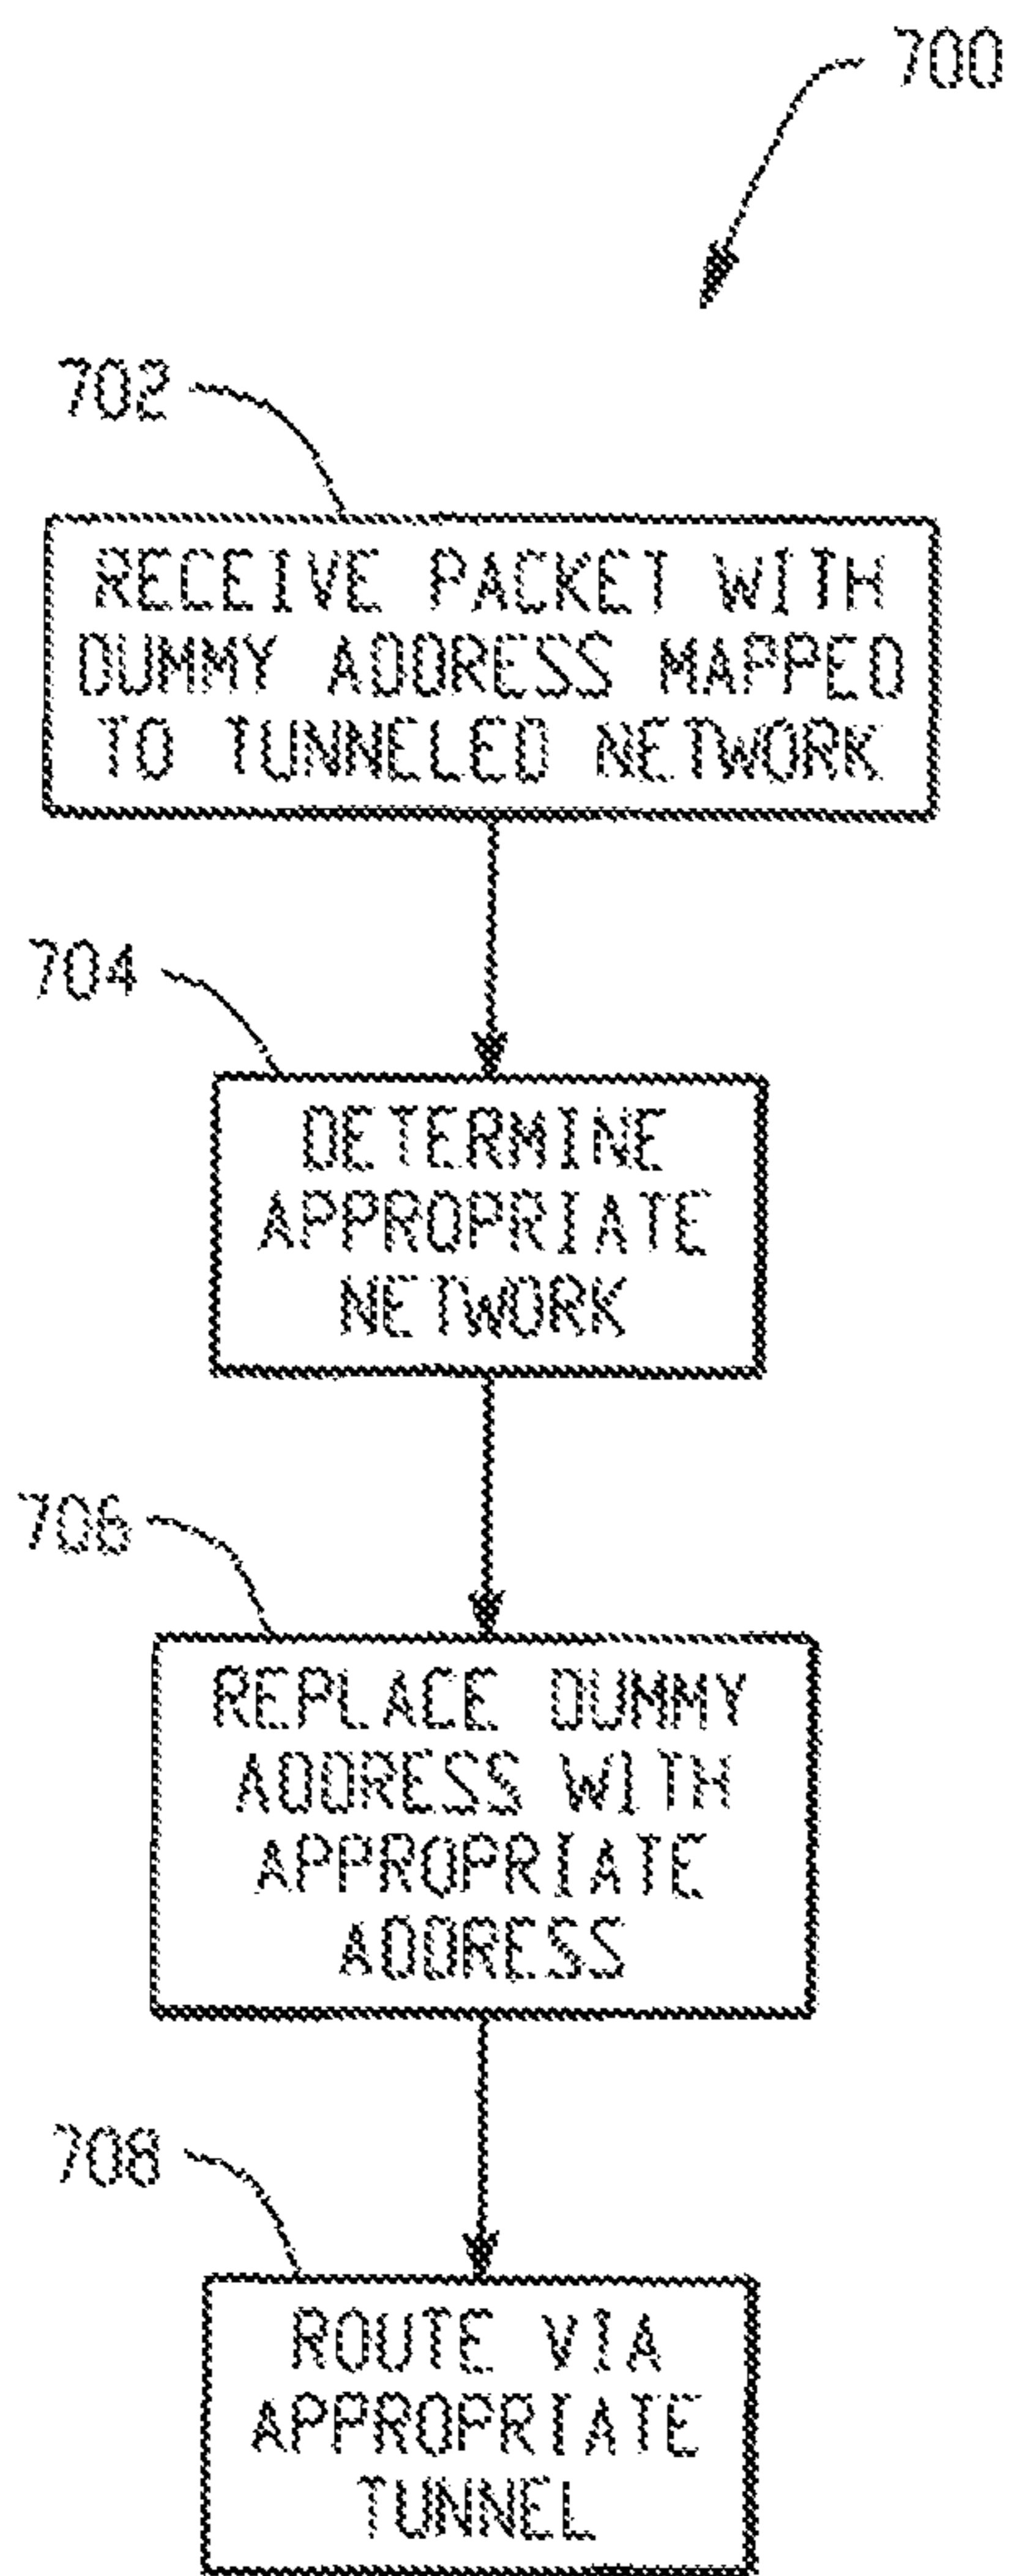 700
702
RECEIVE PACKET WITH
DUMMY ADDRESS MAPPED
TO TUNNELED NETWORK
704
DETERMINE
APPROPRIATE
NETWORK
706
REPLACE DUMMY
ADDRESS WITH
APPROPRIATE
ADDRESS
708
ROUTE VIA
APPROPRIATE
TUNNEL